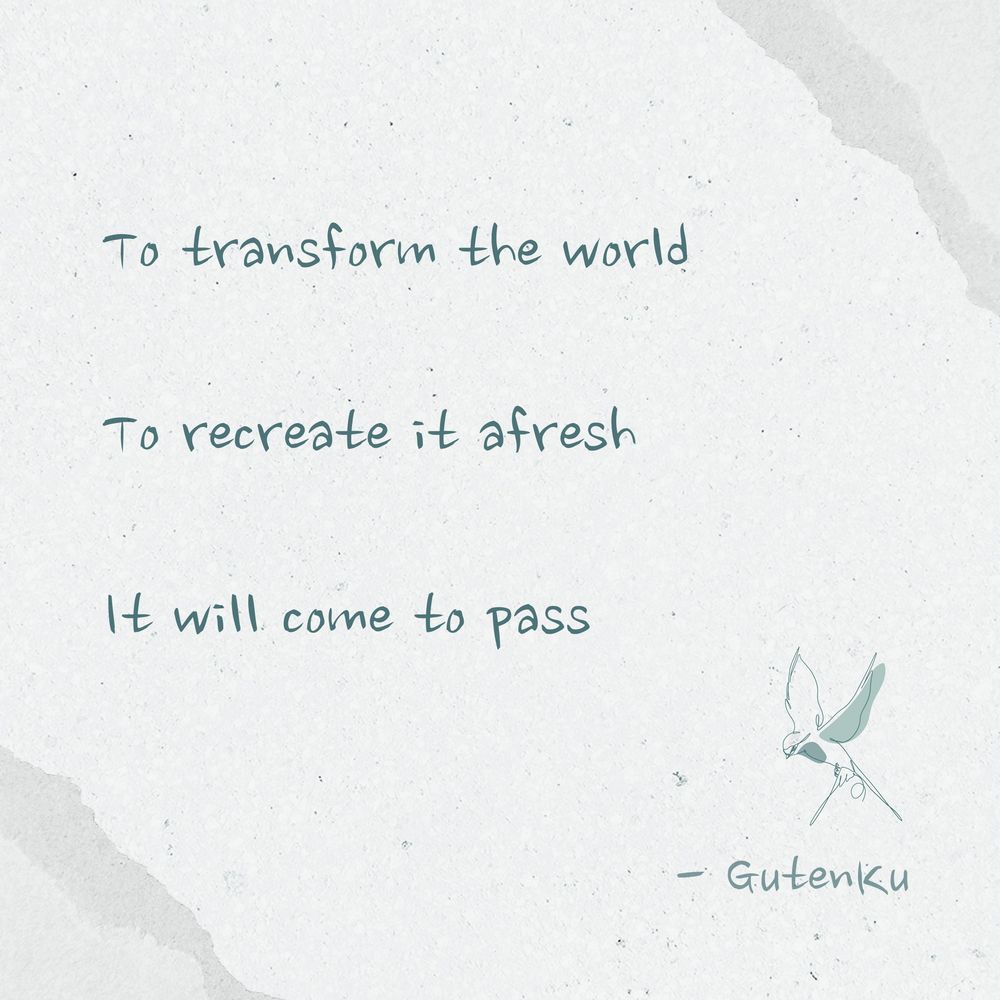 To transform the world
To recreate it afresh
It will come to pass
- GutenKu